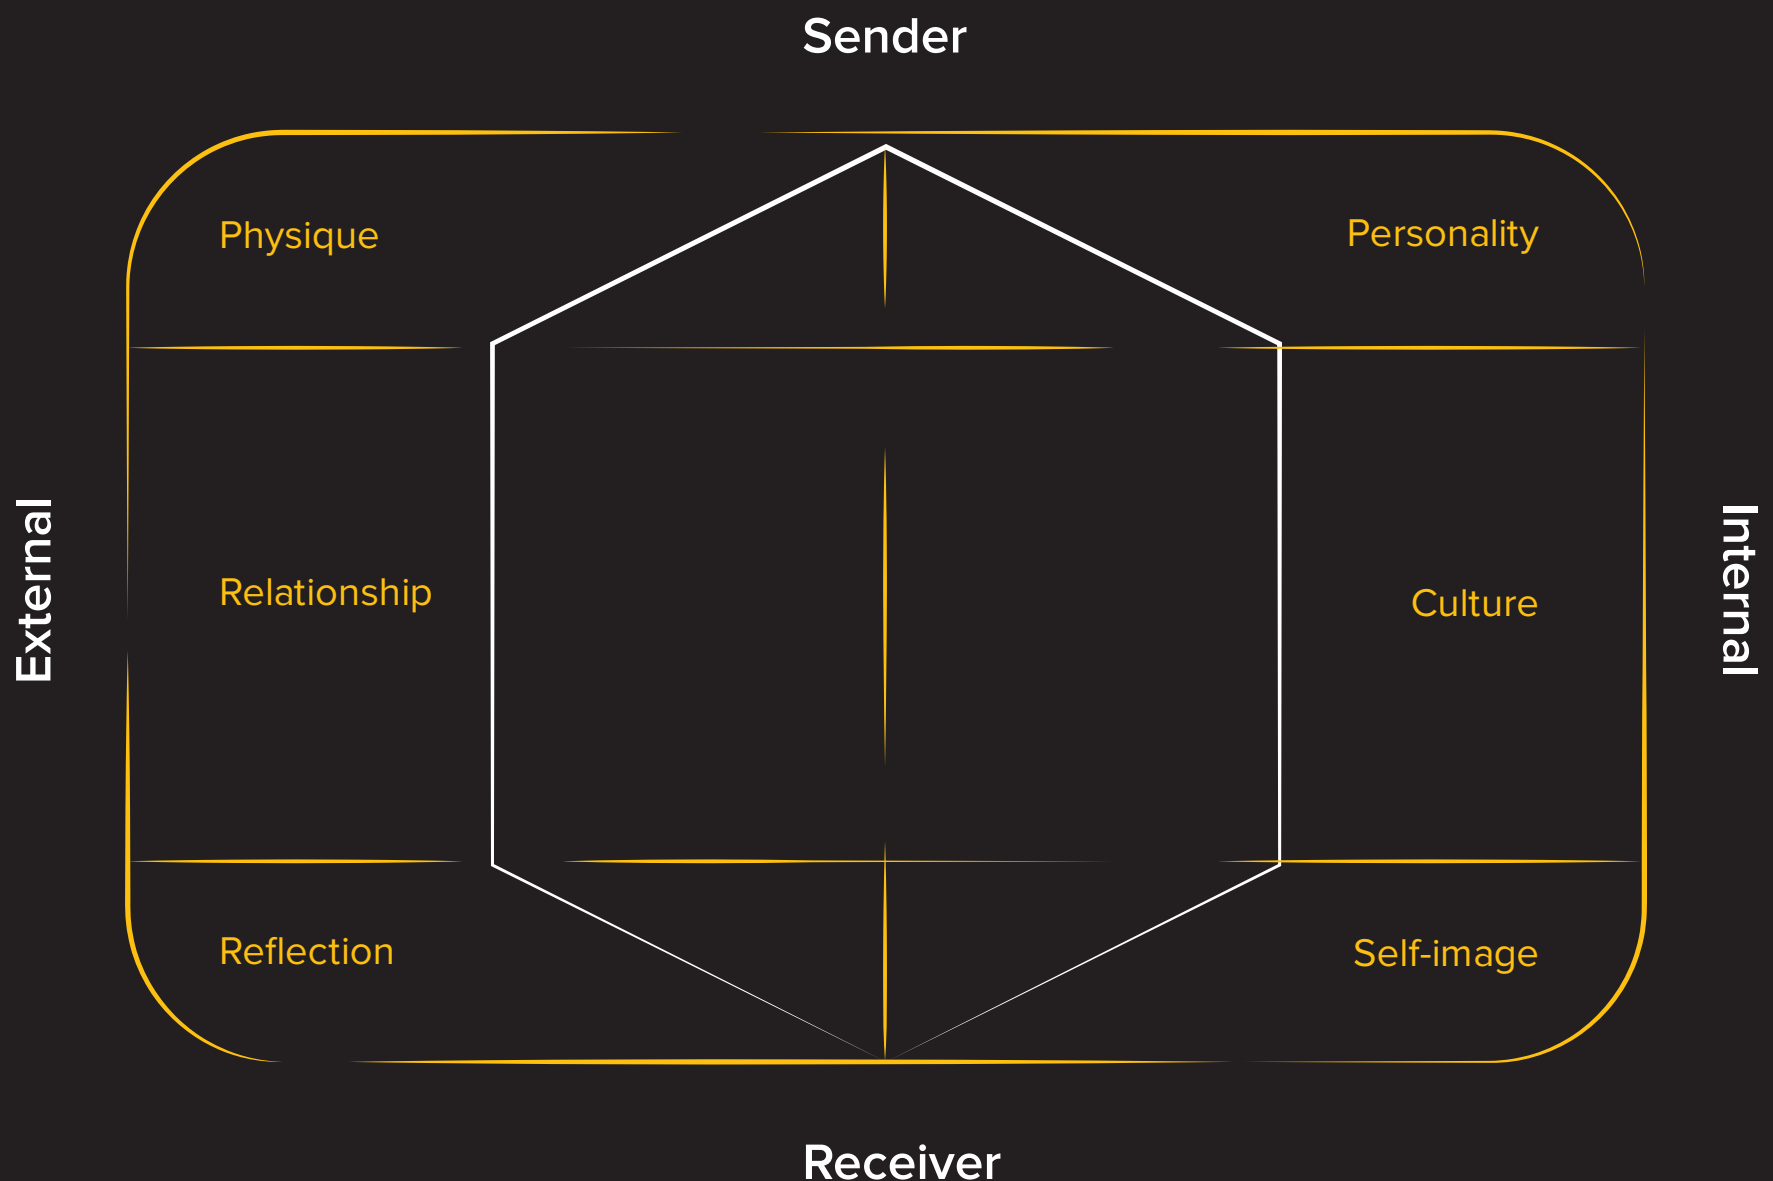 Sender
Physique
Personality
External
Relationship
Culture
Internal
Reflection
Self-image
Receiver